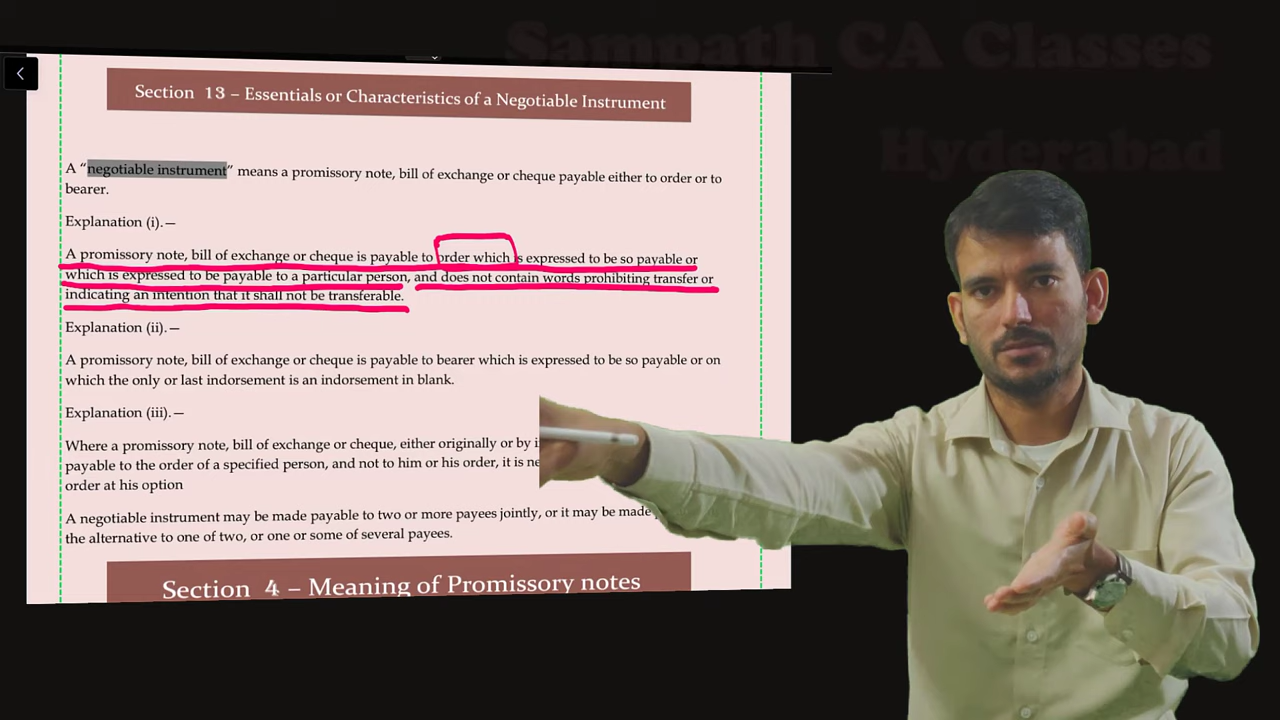 Sampath CA Classes
Hyderabad
Section 13 – Essentials or Characteristics of a Negotiable Instrument
A “negotiable instrument” means a promissory note, bill of exchange or cheque payable either to order or to
bearer.
Explanation (i).—
A promissory note, bill of exchange or cheque is payable to order which is expressed to be so payable or
which is expressed to be payable to a particular person, and does not contain words prohibiting transfer or
indicating an intention that it shall not be transferable.
Explanation (ii).—
A promissory note, bill of exchange or cheque is payable to bearer which is expressed to be so payable or on
which the only or last indorsement is an indorsement in blank.
Explanation (iii).—
Where a promissory note, bill of exchange or cheque, either originally or by
payable to the order of a specified person, and not to him or his order, it is
order at his option
A negotiable instrument may be made payable to two or more payees jointly, or it may be made
the alternative to one of two, or one or some of several payees.
Section 4 – Meaning of Promissory notes